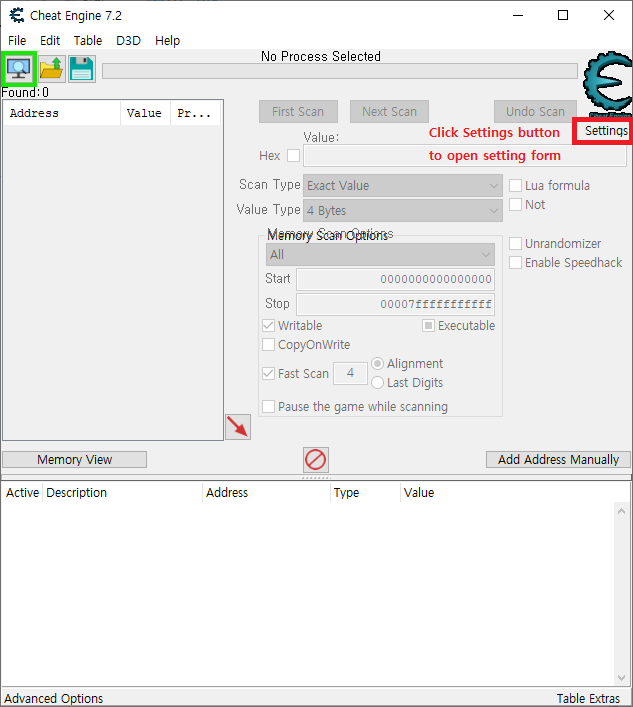 Cheat Engine 7.2
File Edit Table D3D Help
No Process Selected
Found:0
Address Value Pr...
First Scan Next Scan Undo Scan
Cheat Engine
Settings
Click Settings button
to open setting form
Value:
Hex
Scan Type Exact Value
Lua formula
Value Type 4 Bytes
Not
Memory Scan Options
All
Unrandomizer
Enable Speedhack
Start 0000000000000000
Stop 00007fffffffffff
Writable Executable
CopyOnWrite
Fast Scan 4
Alignment
Last Digits
Pause the game while scanning
Memory View
Add Address Manually
Active Description Address Type Value
Advanced Options
Table Extras